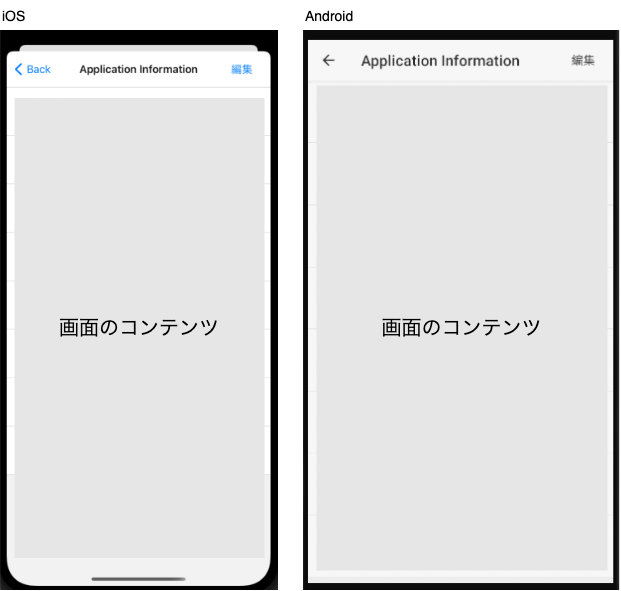 iOS
Back Application Information 編集
画面のコンテンツ
Android
Application Information 編集
画面のコンテンツ